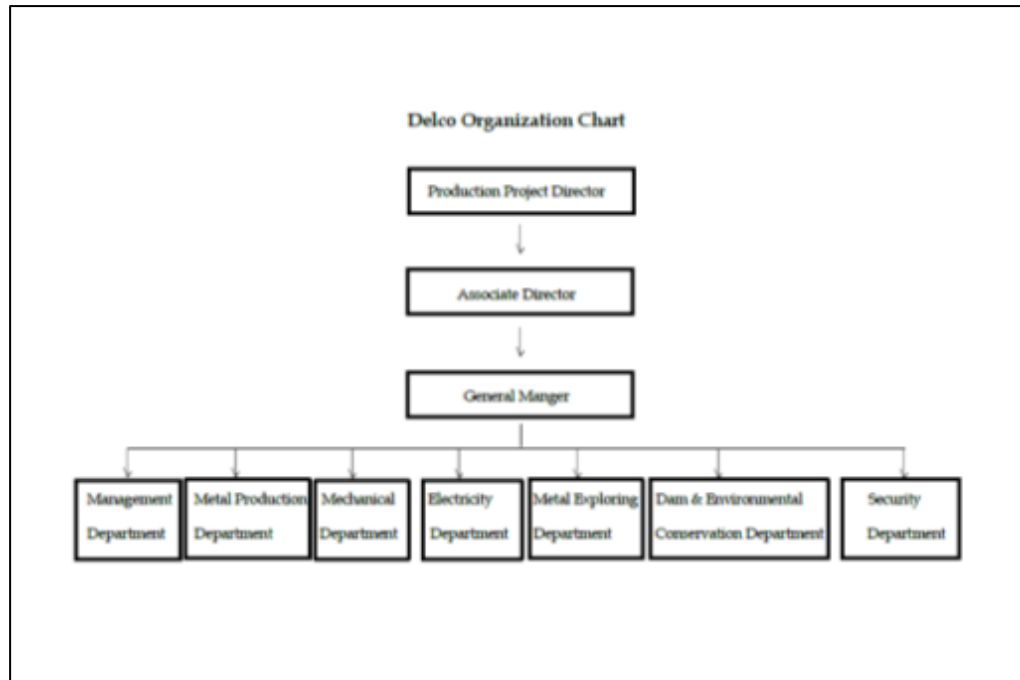 Delco Organization Chart
Production Project Director
Associate Director
General Manger
Management
Department
Metal Production
Department
Mechanical
Department
Electricity
Department
Metal Exploring
Department
Dam & Environmental
Conservation Department
Security
Department